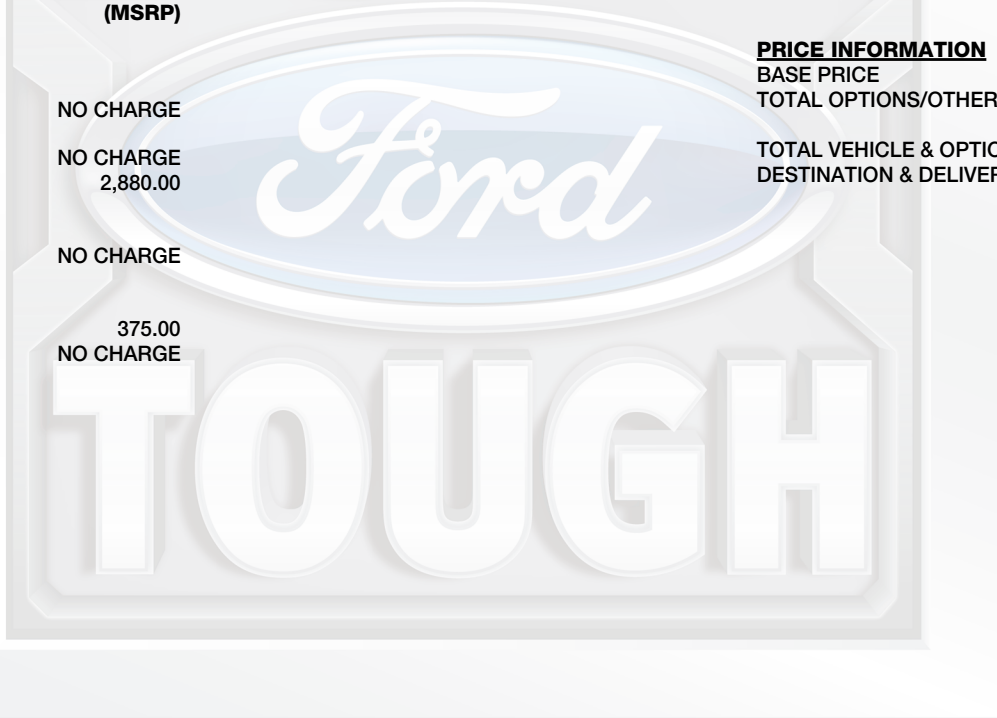 (MSRP)
NO CHARGE
NO CHARGE
2,880.00
NO CHARGE
375.00
NO CHARGE
PRICE INFORMATION
BASE PRICE
TOTAL OPTIONS/OTHER
TOTAL VEHICLE & OPTIO
DESTINATION & DELIVER
Ford
TOUGH